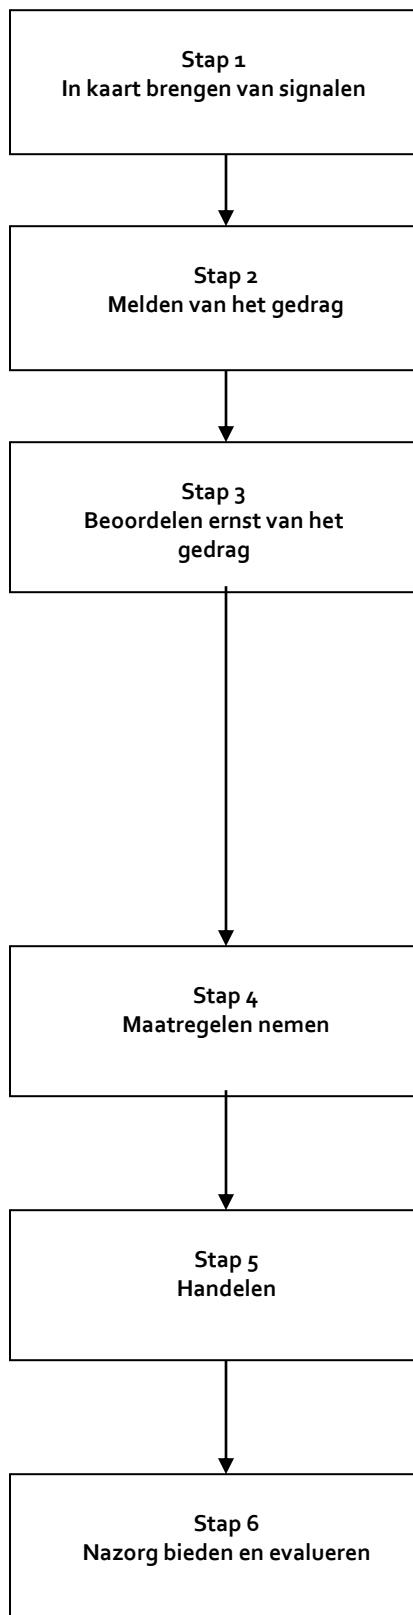 Stap 1
In kaart brengen van signalen
Stap 2
Melden van het gedrag
Stap 3
Beoordelen ernst van het
gedrag
Stap 4
Maatregelen nemen
Stap 5
Handelen
Stap 6
Nazorg bieden en evalueren